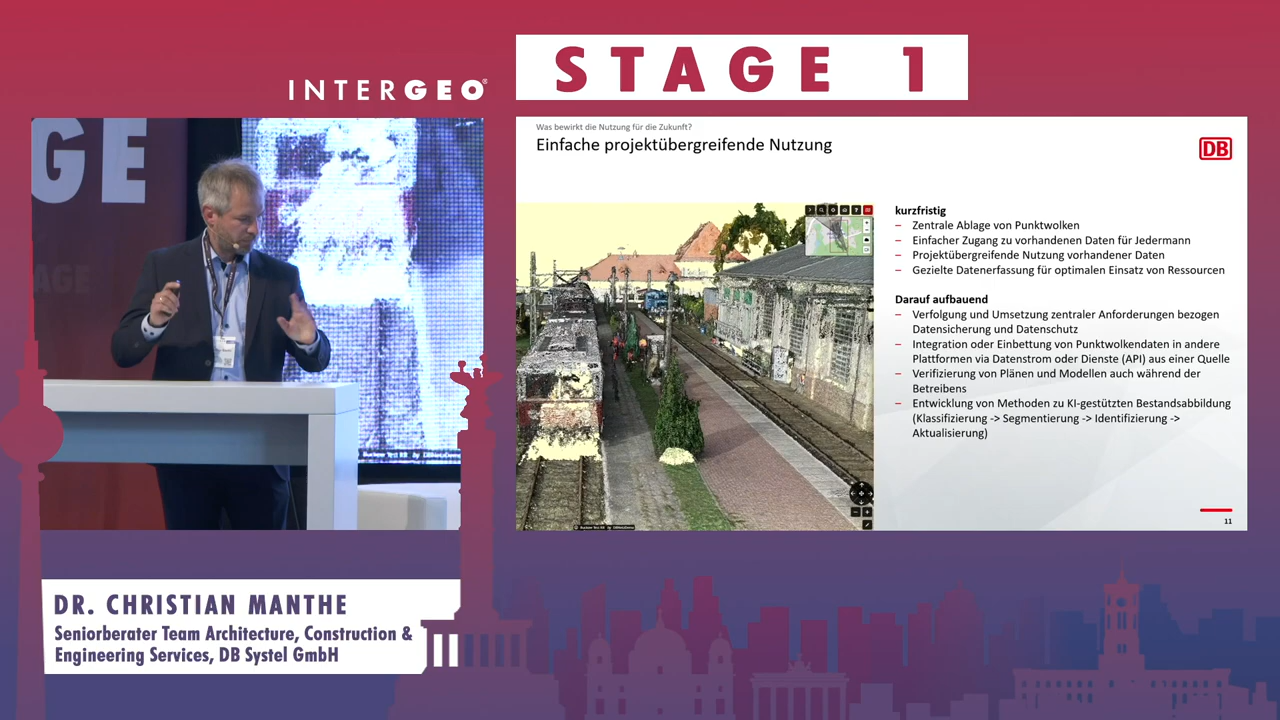 STAGE 1
INTERGEO®
GE
AGE
Was bewirkt die Nutzung für die Zukunft?
Einfache projektübergreifende Nutzung
DB
kurzfristig
– Zentrale Ablage von Punktwolken
– Einfacher Zugang zu vorhandenen Daten für Jedermann
– Projektübergreifende Nutzung vorhandener Daten
– Gezielte Datenerfassung für optimalen Einsatz von Ressourcen
Darauf aufbauend
– Verfolgung und Umsetzung zentraler Anforderungen bezogen
Datensicherung und Datenschutz
– Integration oder Einbettung von Punktwolkendaten in andere
Plattformen via Datenstrom oder Dienste (API) aus einer Quelle
– Verifizierung von Plänen und Modellen auch während der
Betreibens
– Entwicklung von Methoden zu KI-gestützten Bestandsabbildung
(Klassifizierung -> Segmentierung -> Identifizierung ->
Aktualisierung)
11
DR. CHRISTIAN MANTHE
Seniorberater Team Architecture, Construction &
Engineering Services, DB Systel GmbH